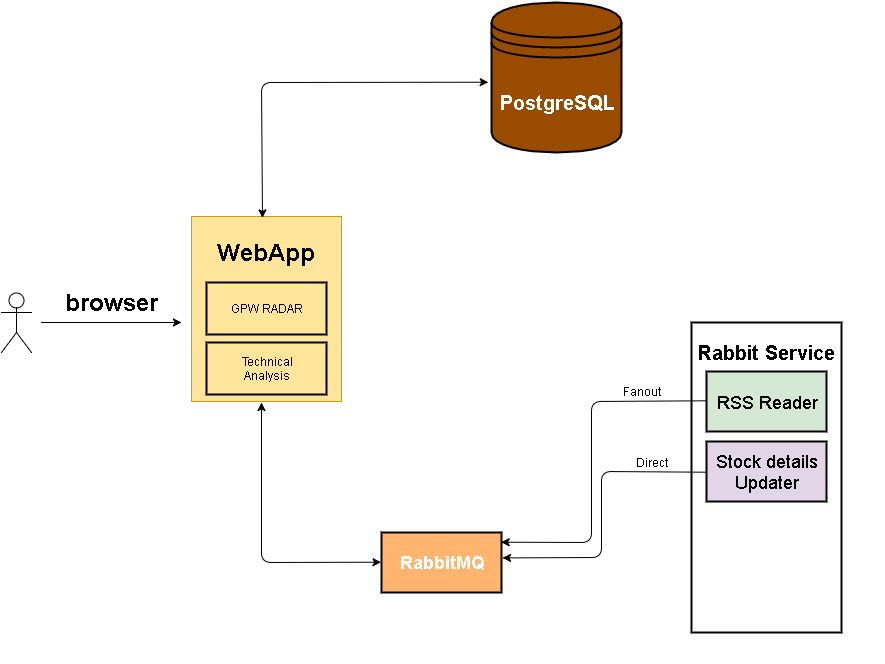 PostgreSQL
WebApp
browser
GPW RADAR
Technical
Analysis
Rabbit Service
Fanout
RSS Reader
Direct
Stock details
Updater
RabbitMQ